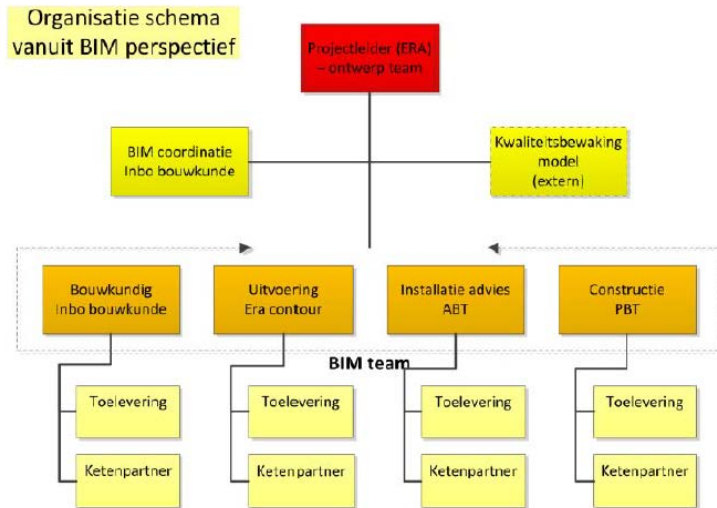 Organisatie schema
vanuit BIM perspectief
Projectleider (ERA)
– ontwerp team
BIM coordinatie
Inbo bouwkunde
Kwaliteitsbewaking
model
(extern)
Bouwkundig
Inbo bouwkunde
Uitvoering
Era contour
Installatie advies
ABT
Constructie
PBT
BIM team
Toelevering
Toelevering
Toelevering
Toelevering
Ketenpartner
Ketenpartner
Ketenpartner
Ketenpartner